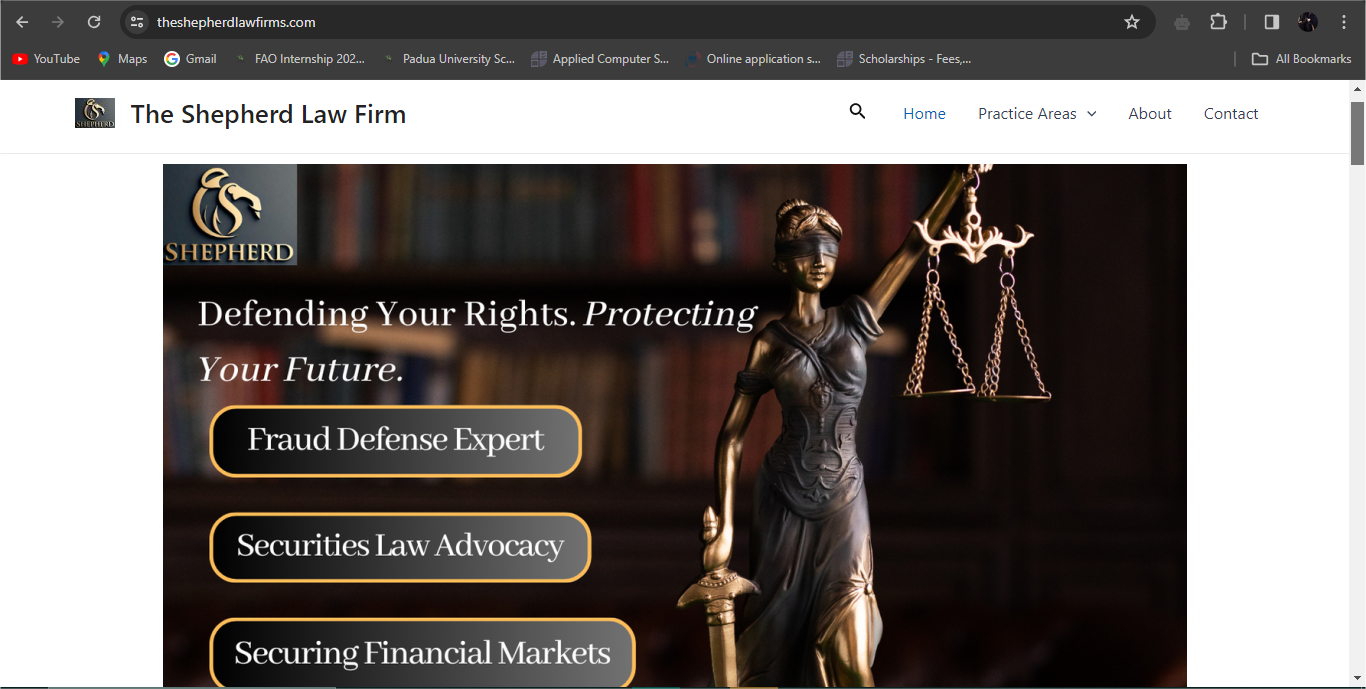 theshepherdlawfirms.com
YouTube
Maps
Gmail
FAO Internship 202...
Padua University Sc...
Applied Computer S...
Online application s...
Scholarships - Fees,...
All Bookmarks
SHEPHERD
The Shepherd Law Firm
Home
Practice Areas
About
Contact
SHEPHERD
Defending Your Rights. Protecting
Your Future.
Fraud Defense Expert
Securities Law Advocacy
Securing Financial Markets